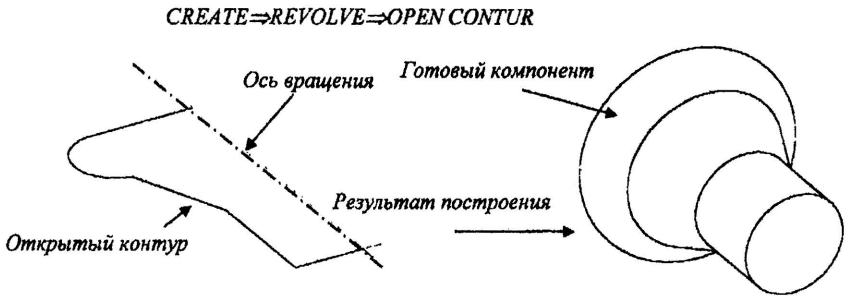 CREATE⇒REVOLVE⇒OPEN CONTUR
Ось вращения
Готовый компонент
Результат построения
Открытый контур